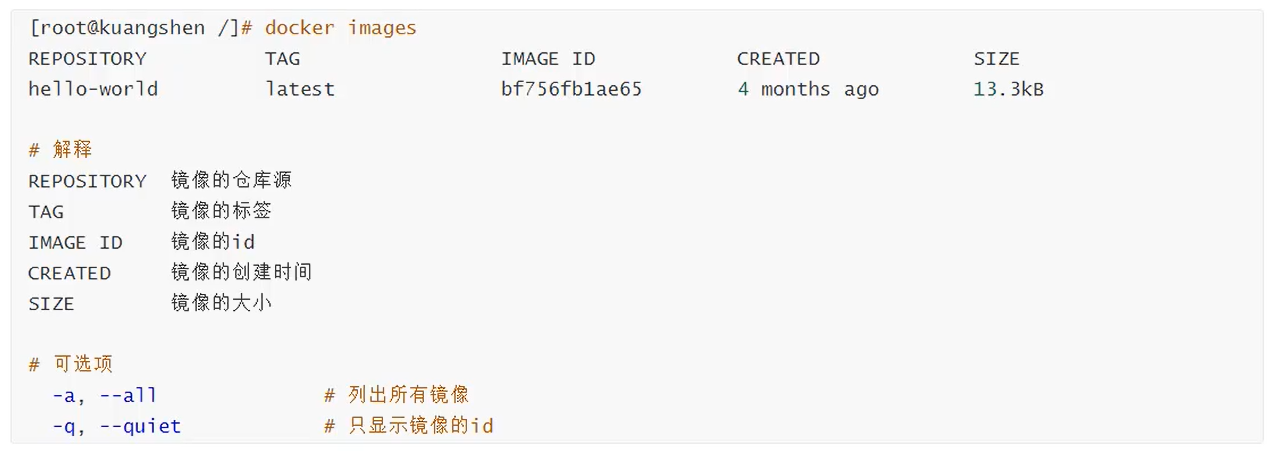 [root@kuangshen /]# docker images
REPOSITORY TAG IMAGE ID CREATED SIZE
hello-world latest bf756fb1ae65 4 months ago 13.3kB
# 解释
REPOSITORY 镜像的仓库源
TAG 镜像的标签
IMAGE ID 镜像的id
CREATED 镜像的创建时间
SIZE 镜像的大小
# 可选项
-a, --all # 列出所有镜像
-q, --quiet # 只显示镜像的id